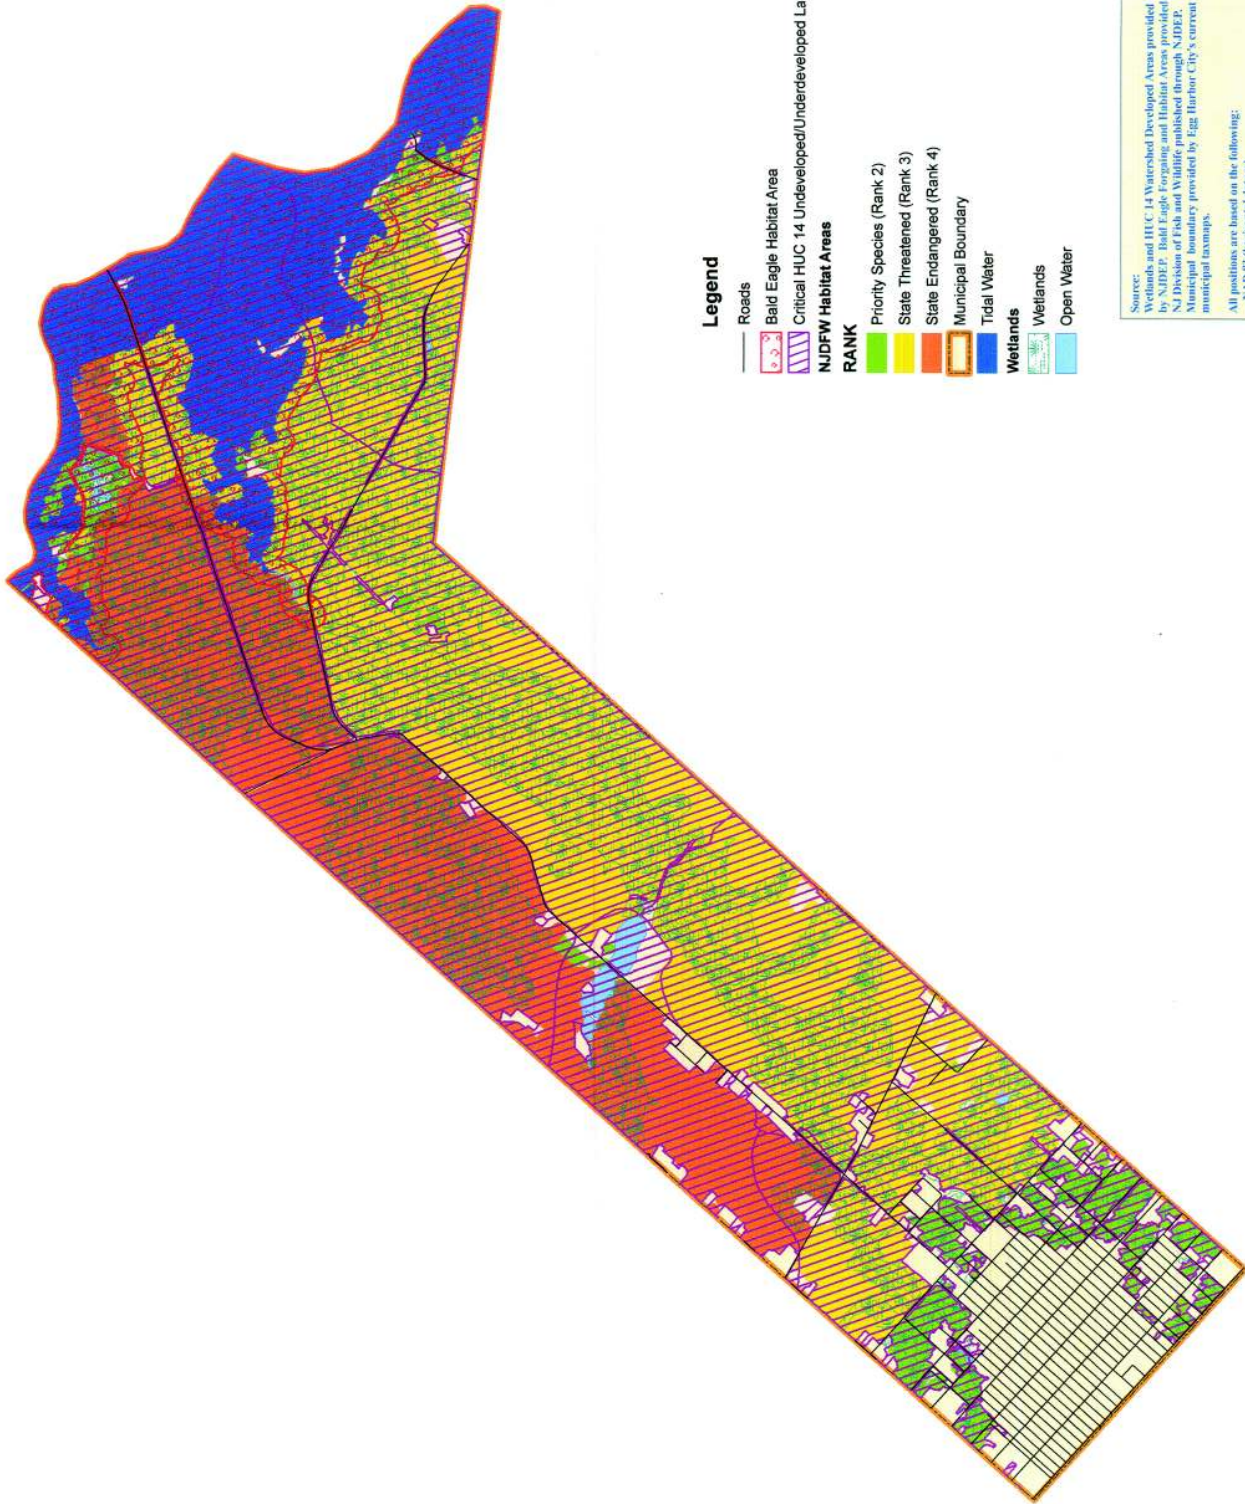 Legend
Roads
Bald Eagle Habitat Area
Critical HUC 14 Undeveloped/Underdeveloped La
NJDFW Habitat Areas
RANK
Priority Species (Rank 2)
State Threatened (Rank 3)
State Endangered (Rank 4)
Municipal Boundary
Tidal Water
Wetlands
Wetlands
Open Water
Source:
Wetlands and HUC 14 Watershed Developed Areas provided
by NJDEP. Bald Eagle Forgaing and Habitat Areas provided
NJ Division of Fish and Wildlife published through NJDEP.
Municipal boundary provided by Egg Harbor City's current
municipal taxmaps.
All positions are based on the following: